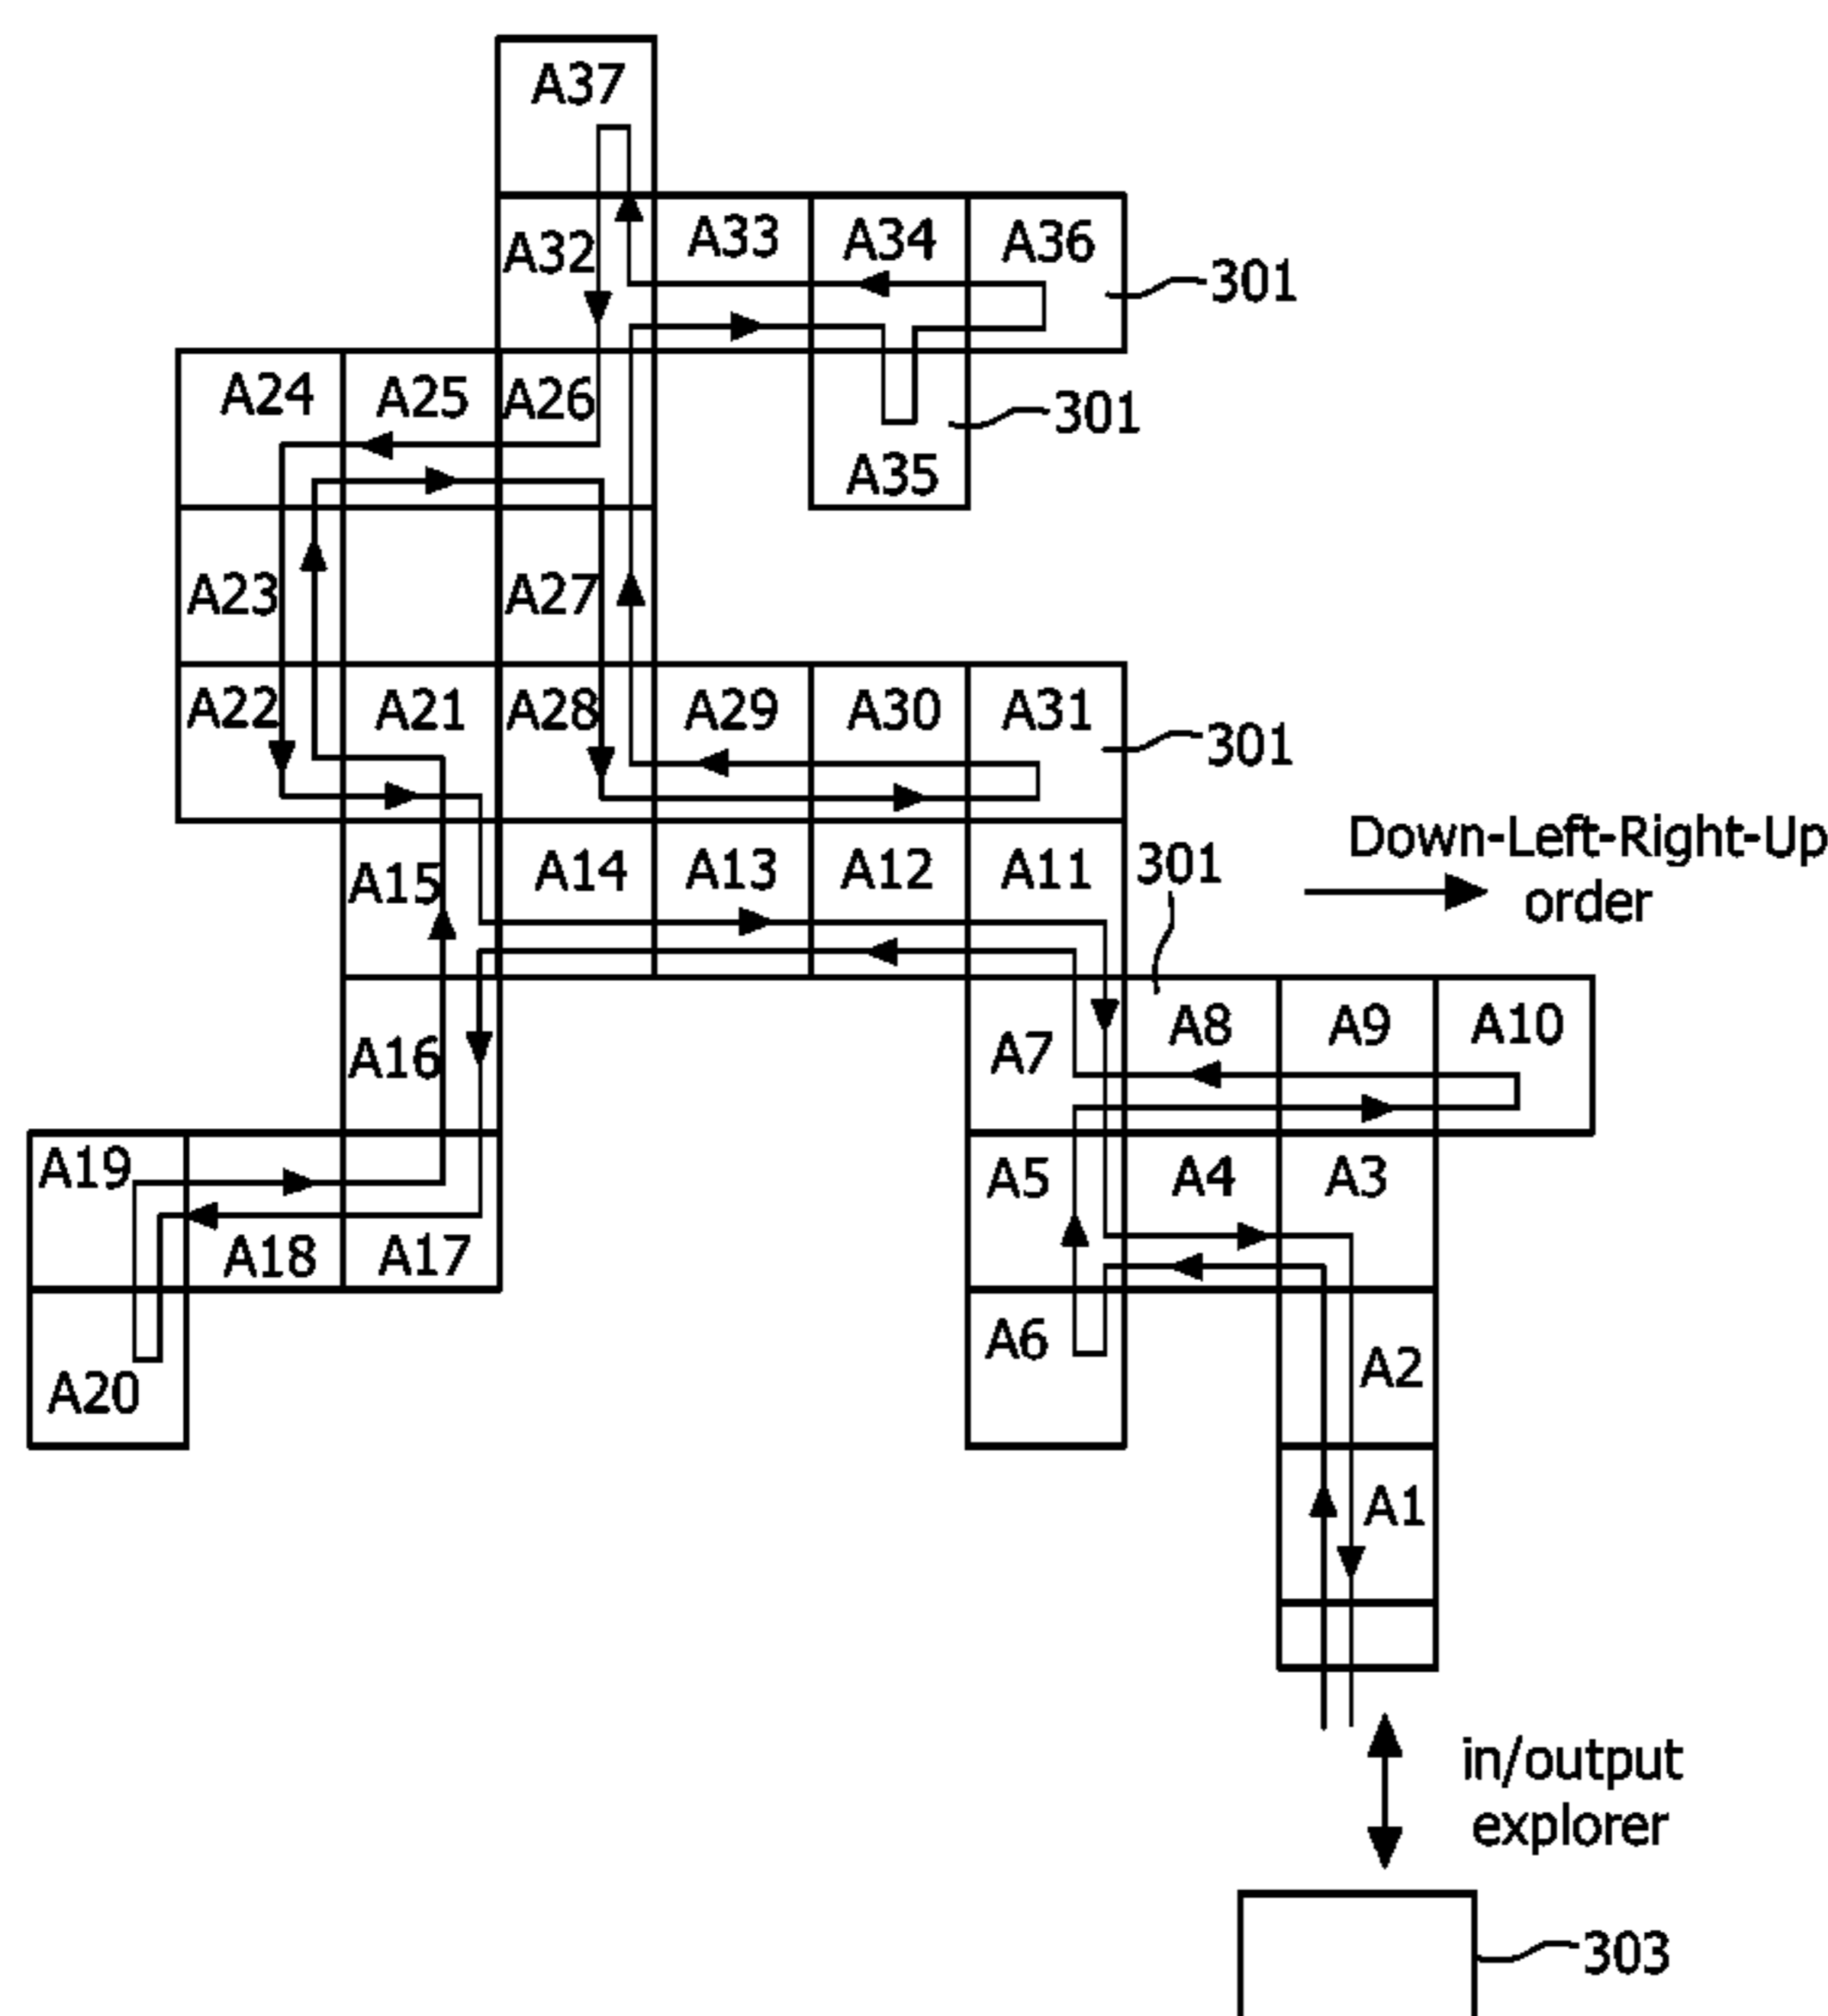 A37
A32
A33
A34
A36
301
A24
A25
A26
301
A35
A23
A27
A22
A21
A28
A29
A30
A31
301
Down-Left-Right-Up
order
A15
A14
A13
A12
A11
301
A16
A7
A8
A9
A10
A19
A5
A4
A3
A18
A17
A6
A2
A20
A1
in/output
explorer
303